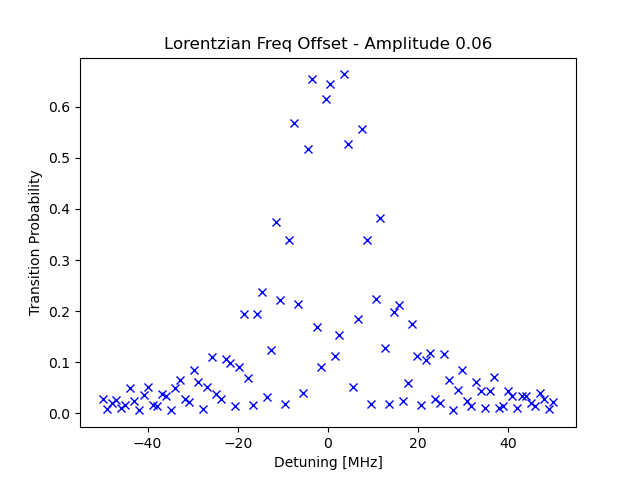 Lorentzian Freq Offset - Amplitude 0.06
Transition Probability
0.6
0.5
0.4
0.3
0.2
0.1
0.0
−40 −20 0 20 40
Detuning [MHz]